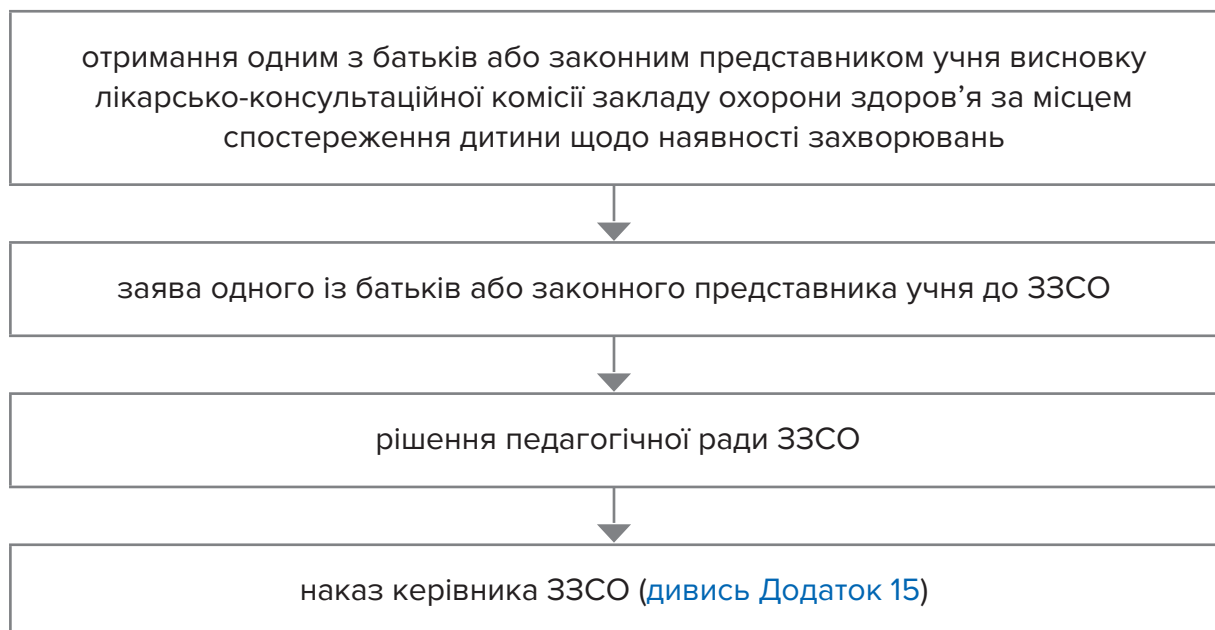 отримання одним з батьків або законним представником учня висновку
лікарсько-консультаційної комісії закладу охорони здоров’я за місцем
спостереження дитини щодо наявності захворювань
заява одного із батьків або законного представника учня до ЗЗСО
рішення педагогічної ради ЗЗСО
наказ керівника ЗЗСО (дивись Додаток 15)